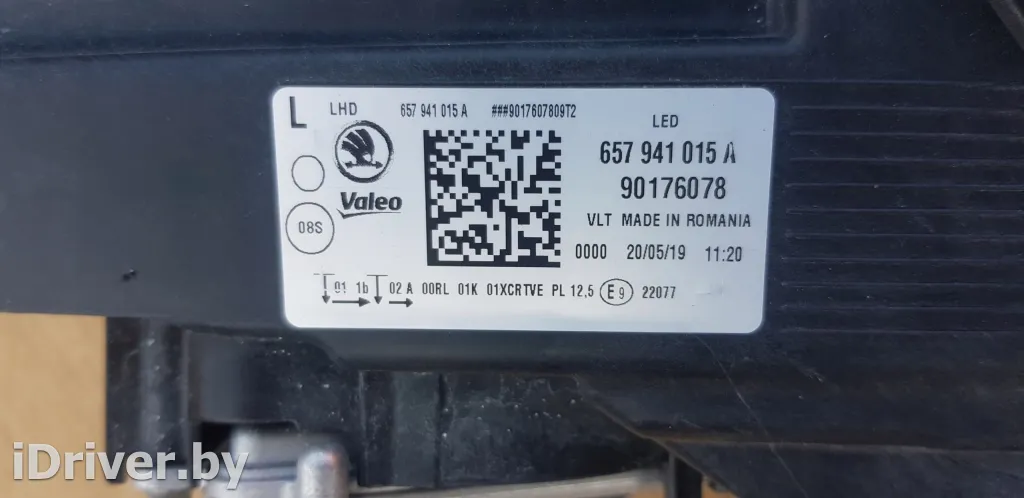 L LHD 657 941 015 A ###9017607809T2
LED
657 941 015 A
90176078
Valeo
VLT MADE IN ROMANIA
08S
0000 20/05/19 11:20
01 1b 02 A 00RL 01K 01XCRTVE PL 12,5 E9 22077
iDriver.by